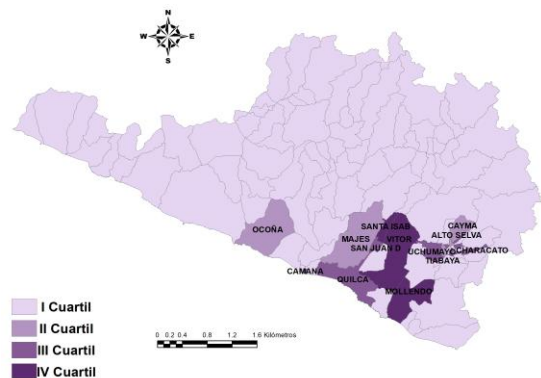 N
W E
S
OCOÑA
SANTA ISAB
CAYMA
ALTO SELVA
MAJES
VITOR
SAN JUAN D
UCHUMAYO
CHARACATO
TIABAYA
CAMANA
QUILCA
MOLLENDO
I Cuartil
II Cuartil
III Cuartil
IV Cuartil
0 0.2 0.4 0.8 1.2 1.6 Kilómetros